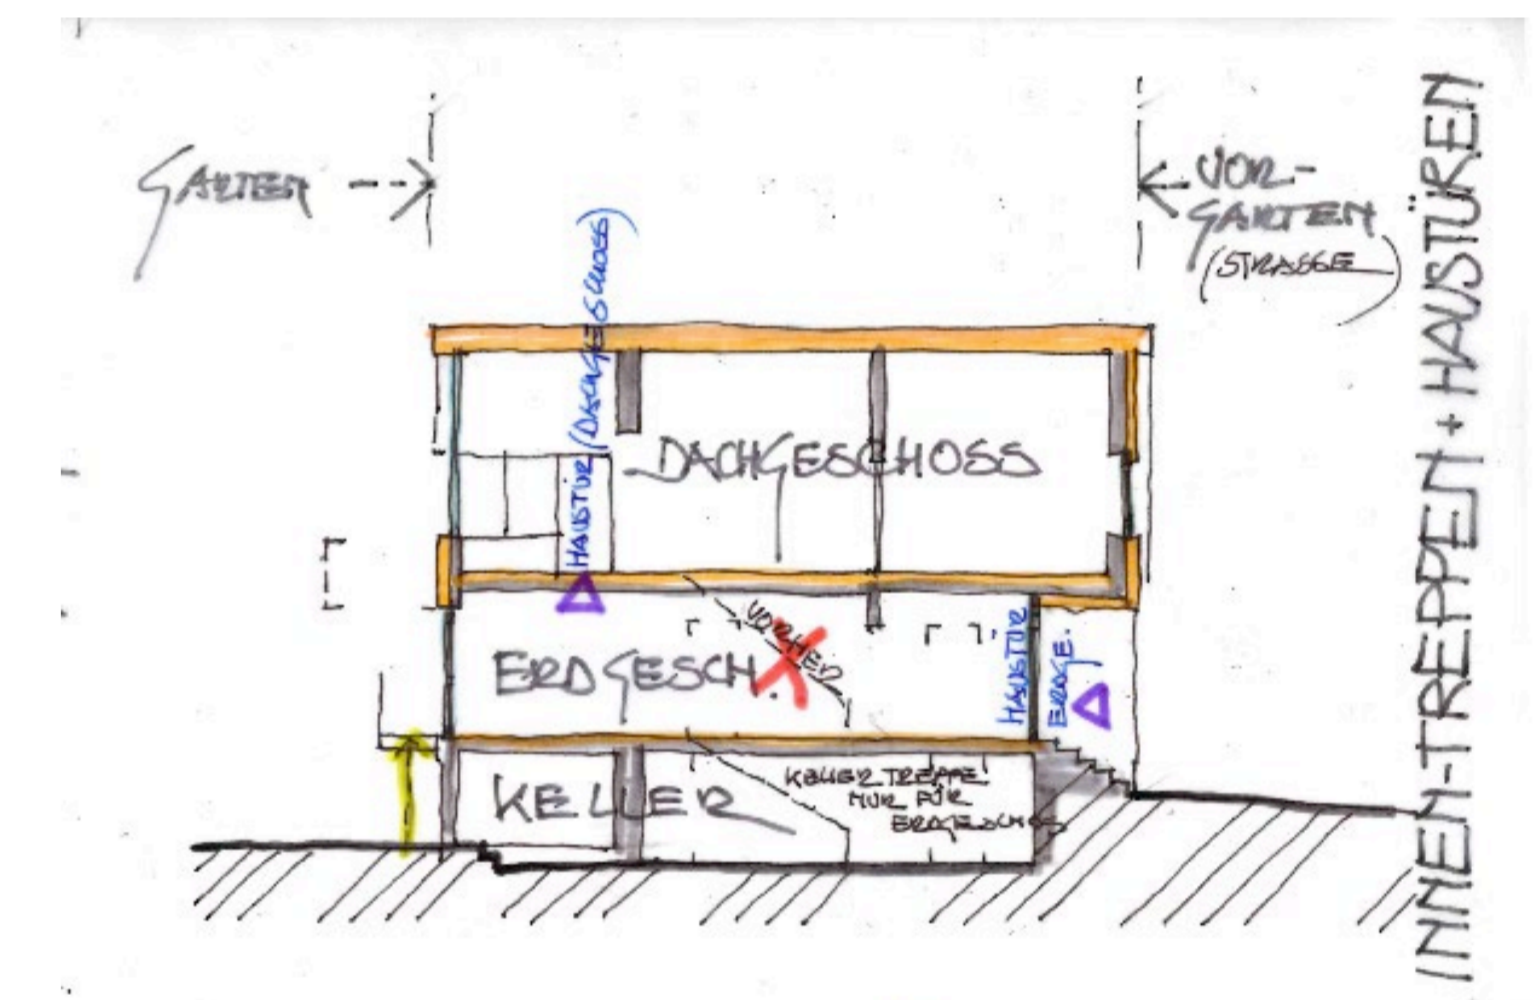 GARTEN
VOR-
GARTEN
(STRASSE)
INNEN-TREPPEN + HAUSTÜREN
HAUSTÜR (DACHGESCHOSS)
DACHGESCHOSS
VORHER
ERDGESCH.
HAUSTÜR
ERDGE.
KELLER
KELLERTREPPE
NUR FÜR
ERDGESCHOSS